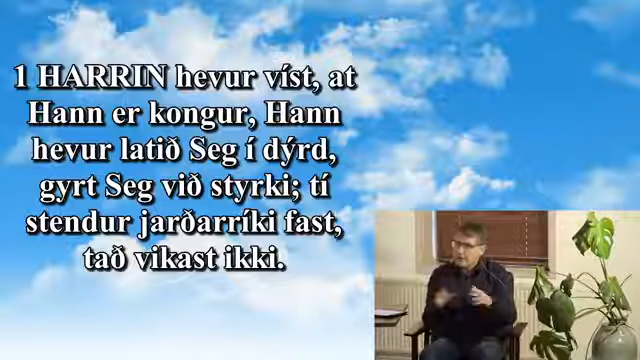 1 HARRIN hevur víst, at
Hann er kongur, Hann
hevur latið Seg í dýrd,
gyrt Seg við styrki; tí
stendur jarðarríki fast,
tað vikast ikki.